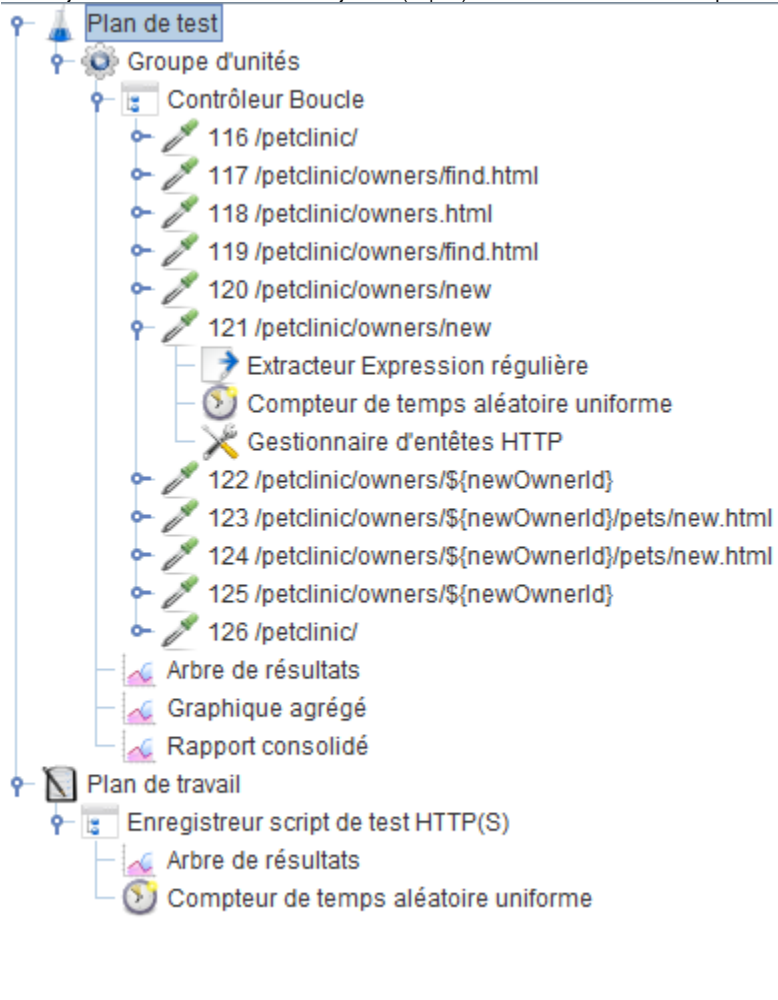 Plan de test
Groupe d'unités
Contrôleur Boucle
116 /petclinic/
117 /petclinic/owners/find.html
118 /petclinic/owners.html
119 /petclinic/owners/find.html
120 /petclinic/owners/new
121 /petclinic/owners/new
Extracteur Expression régulière
Compteur de temps aléatoire uniforme
Gestionnaire d'entêtes HTTP
122 /petclinic/owners/${newOwnerId}
123 /petclinic/owners/${newOwnerId}/pets/new.html
124 /petclinic/owners/${newOwnerId}/pets/new.html
125 /petclinic/owners/${newOwnerId}
126 /petclinic/
Arbre de résultats
Graphique agrégé
Rapport consolidé
Plan de travail
Enregistreur script de test HTTP(S)
Arbre de résultats
Compteur de temps aléatoire uniforme